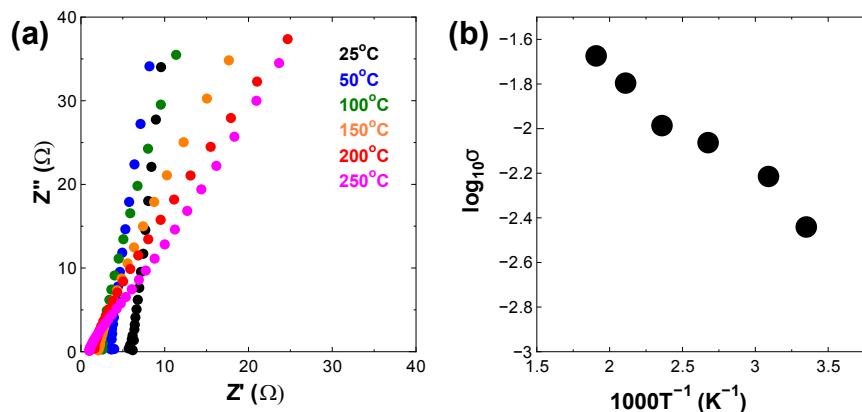 (a)
40
30
20
10
0
0
10
20
30
40
Z'' (Ω)
Z' (Ω)
25°C
50°C
100°C
150°C
200°C
250°C
(b)
−1.6
−1.8
−2
−2.2
−2.4
−2.6
−2.8
−3
1.5
2
2.5
3
3.5
log₁₀σ
1000T⁻¹ (K⁻¹)